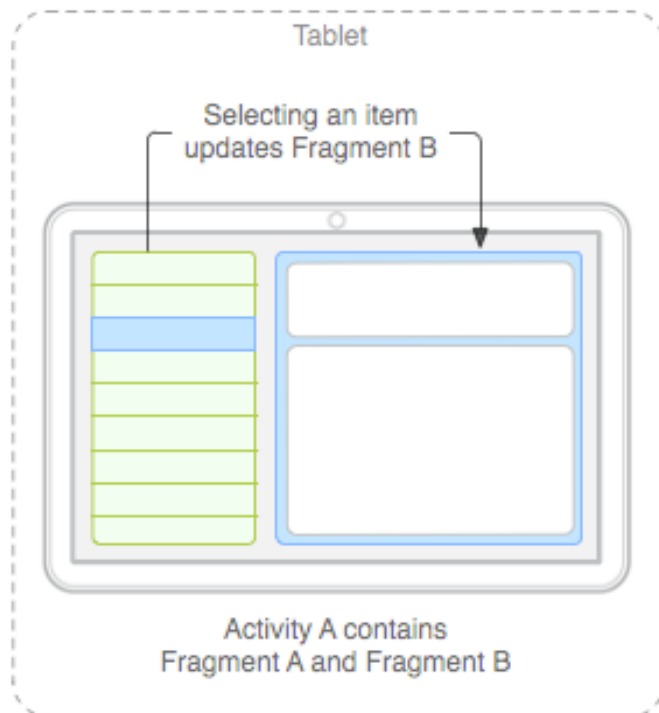 Tablet
Selecting an item
updates Fragment B
Activity A contains
Fragment A and Fragment B